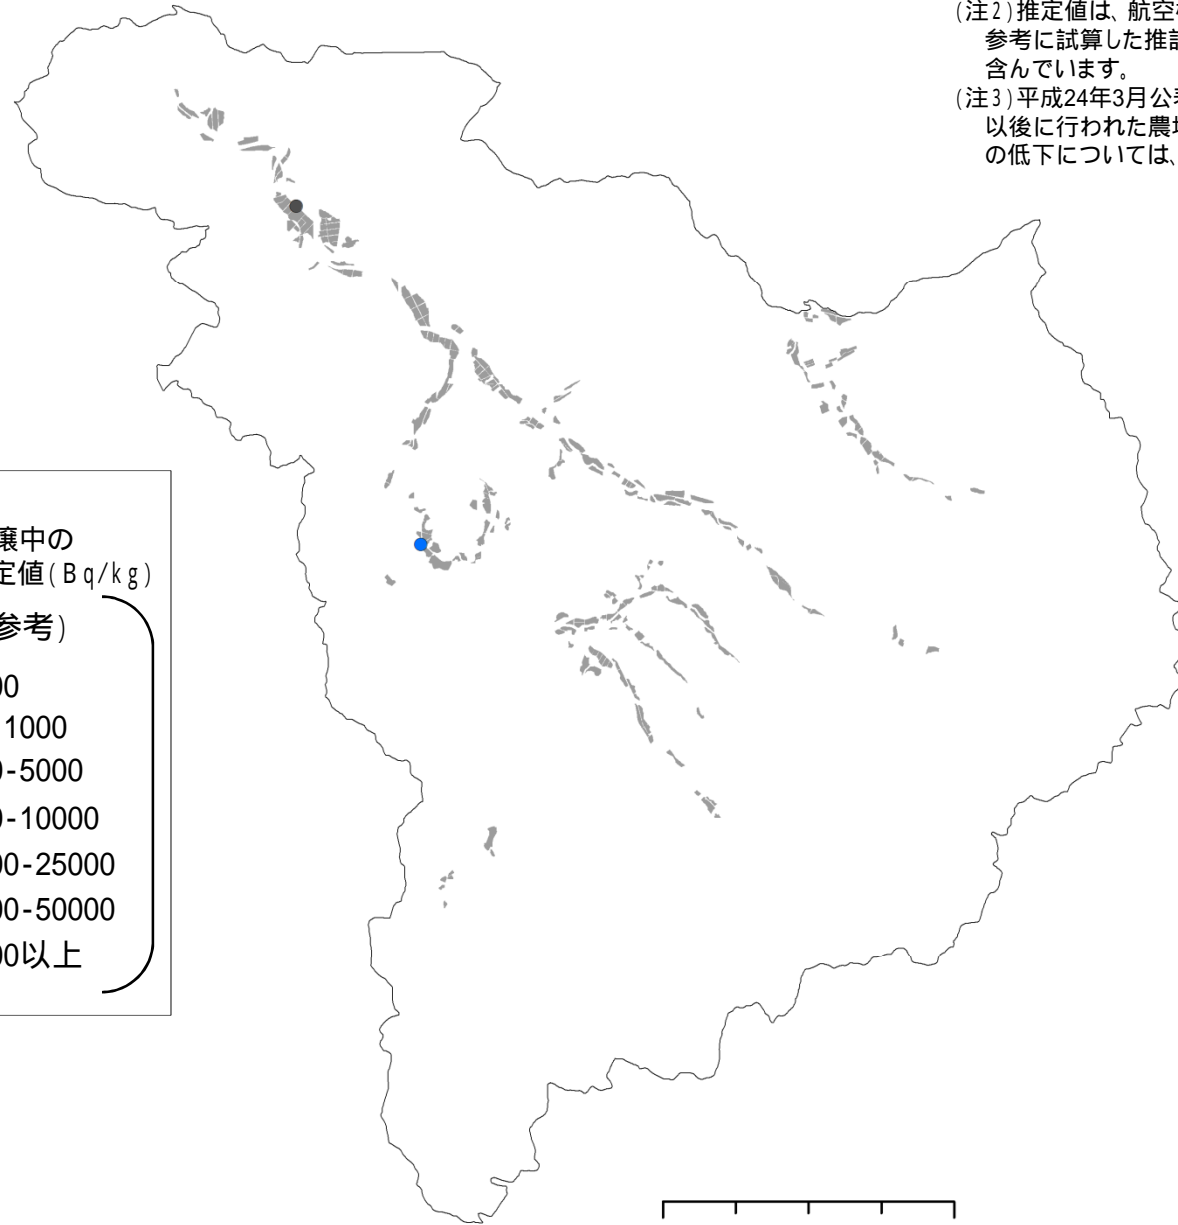 (注2)推定値は、航空
参考に試算した推
含んでいます。
(注3)平成24年3月公
以後に行われた農
の低下については、
壌中の
定値(Bq/kg)
参考)
00
1000
0-5000
0-10000
00-25000
00-50000
00以上